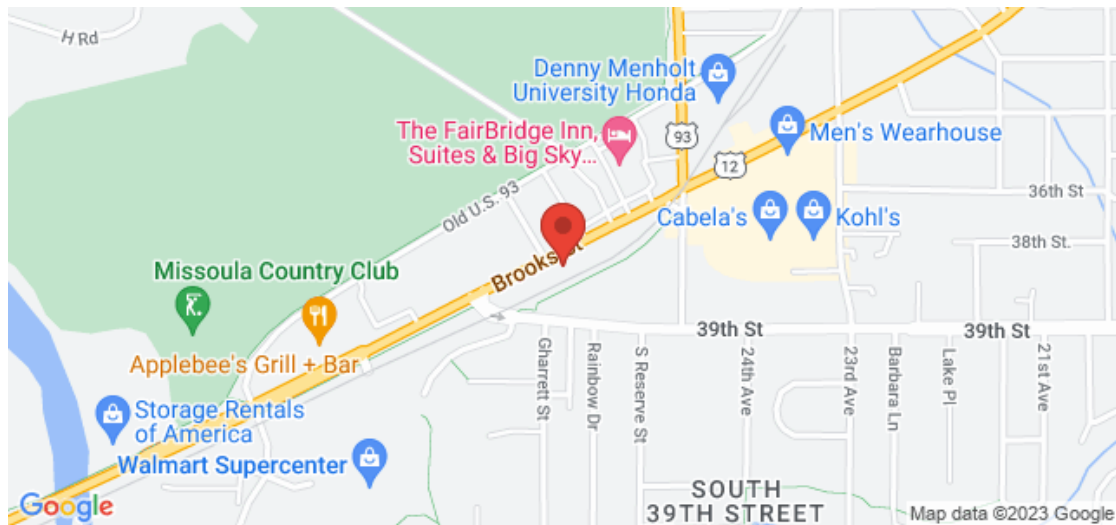 H Rd
Denny Menholt
University Honda
The FairBridge Inn,
Suites & Big Sky...
93
12
Men's Wearhouse
36th St
Old U.S. 93
Cabela's
Kohl's
38th St.
Brooks St
Missoula Country Club
39th St
39th St
Applebee's Grill + Bar
Gharrett St
Rainbow Dr
S Reserve St
24th Ave
23rd Ave
Barbara Ln
Lake Pl
21st Ave
Storage Rentals
of America
Walmart Supercenter
SOUTH
39TH STREET
Google
Map data ©2023 Google